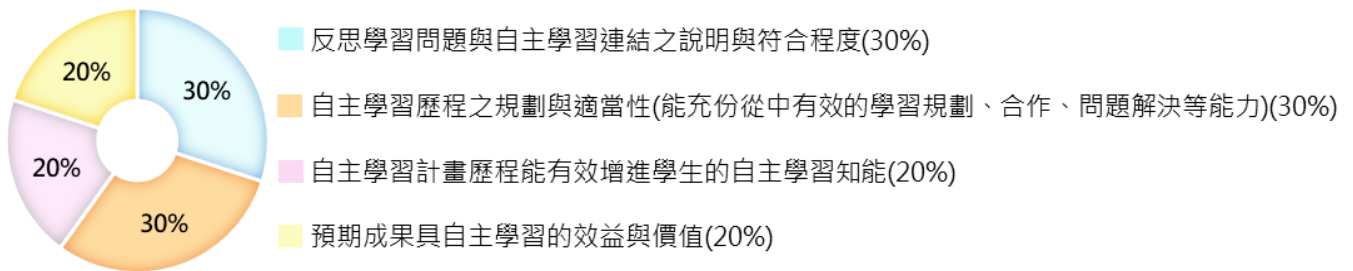 20%
30%
20%
30%
反思學習問題與自主學習連結之說明與符合程度(30%)
自主學習歷程之規劃與適當性(能充份從中有效的學習規劃、合作、問題解決等能力)(30%)
自主學習計畫歷程能有效增進學生的自主學習知能(20%)
預期成果具自主學習的效益與價值(20%)